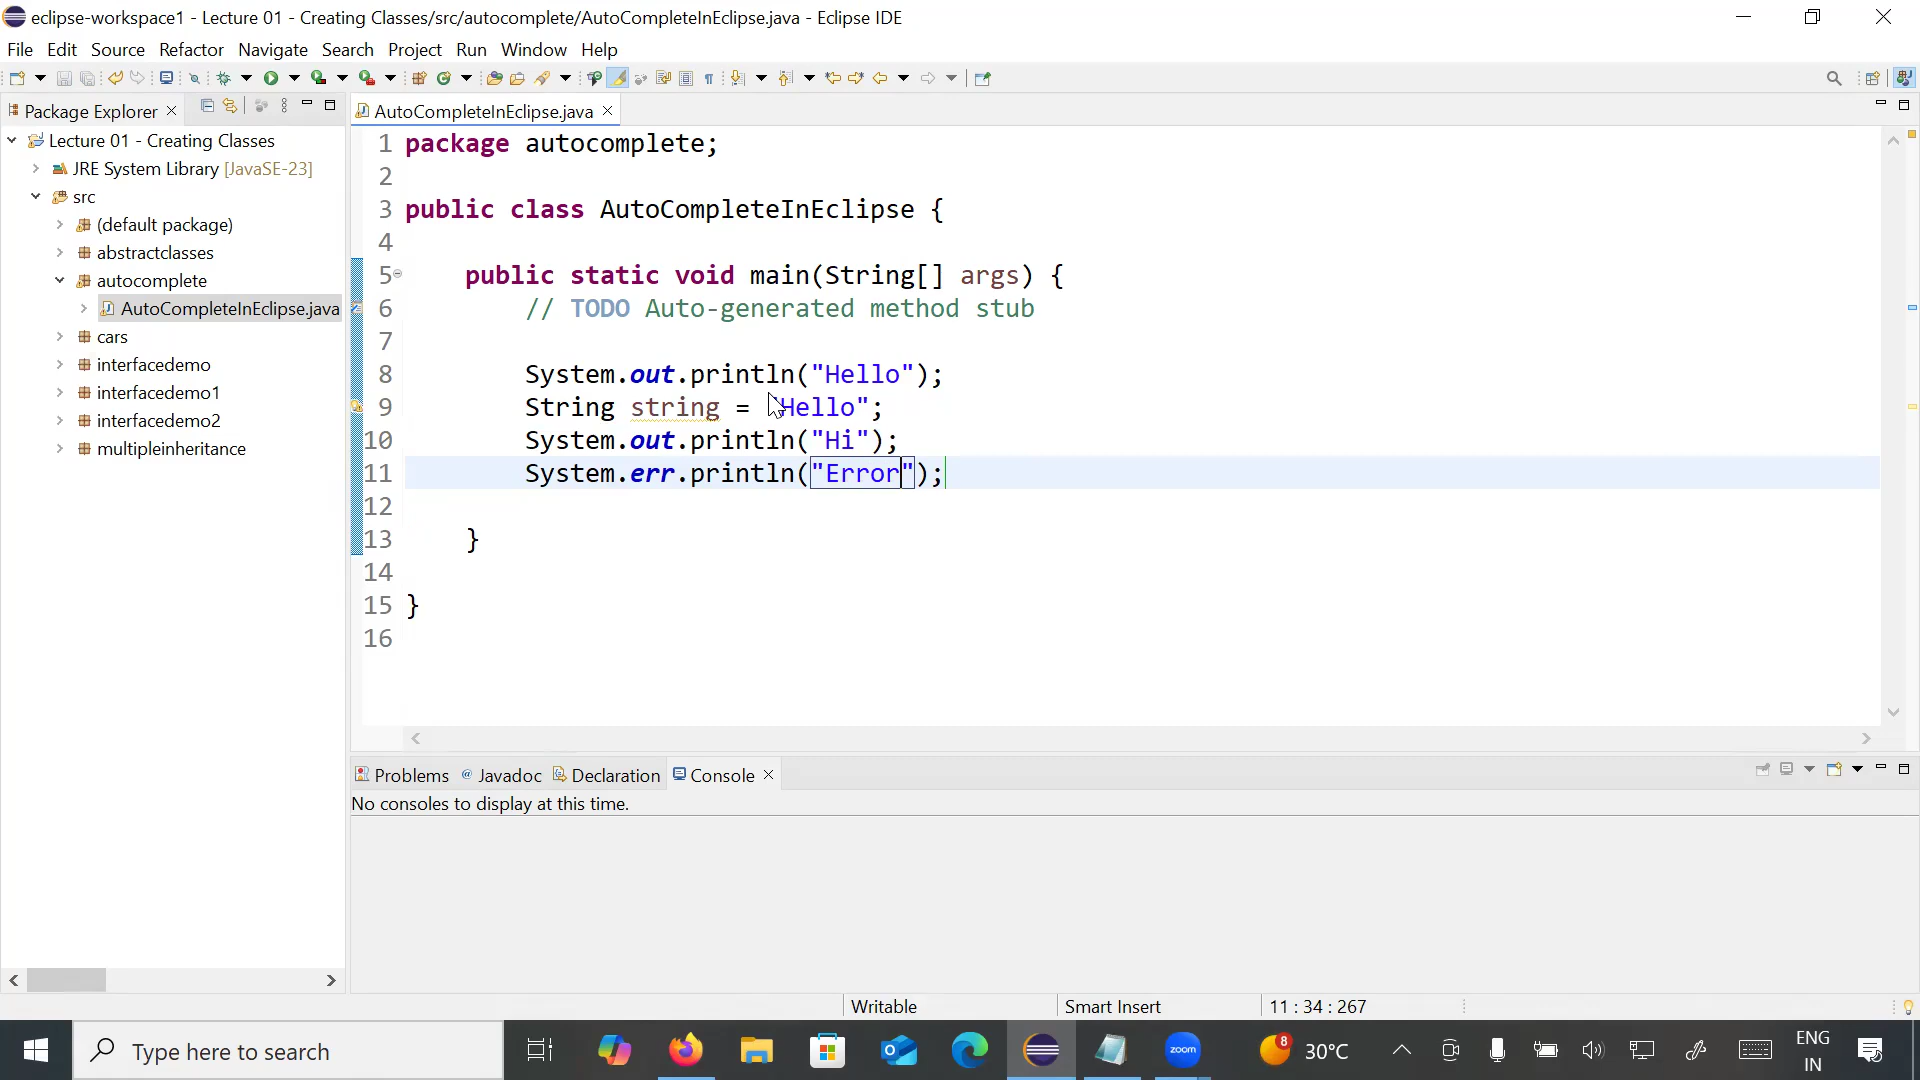 eclipse-workspace1 - Lecture 01 - Creating Classes/src/autocomplete/AutoCompleteInEclipse.java - Eclipse IDE
File Edit Source Refactor Navigate Search Project Run Window Help
Package Explorer
Lecture 01 - Creating Classes
JRE System Library [JavaSE-23]
src
(default package)
abstractclasses
autocomplete
AutoCompleteInEclipse.java
cars
interfacedemo
interfacedemo1
interfacedemo2
multipleinheritance
AutoCompleteInEclipse.java
1 package autocomplete;
2
3 public class AutoCompleteInEclipse {
4
5 public static void main(String[] args) {
6 // TODO Auto-generated method stub
7
8 System.out.println("Hello");
9 String string = "Hello";
10 System.out.println("Hi");
11 System.err.println("Error");
12
13 }
14
15 }
16
Problems Javadoc Declaration Console
No consoles to display at this time.
Writable Smart Insert 11 : 34 : 267
Type here to search
zoom
8
30°C
ENG
IN